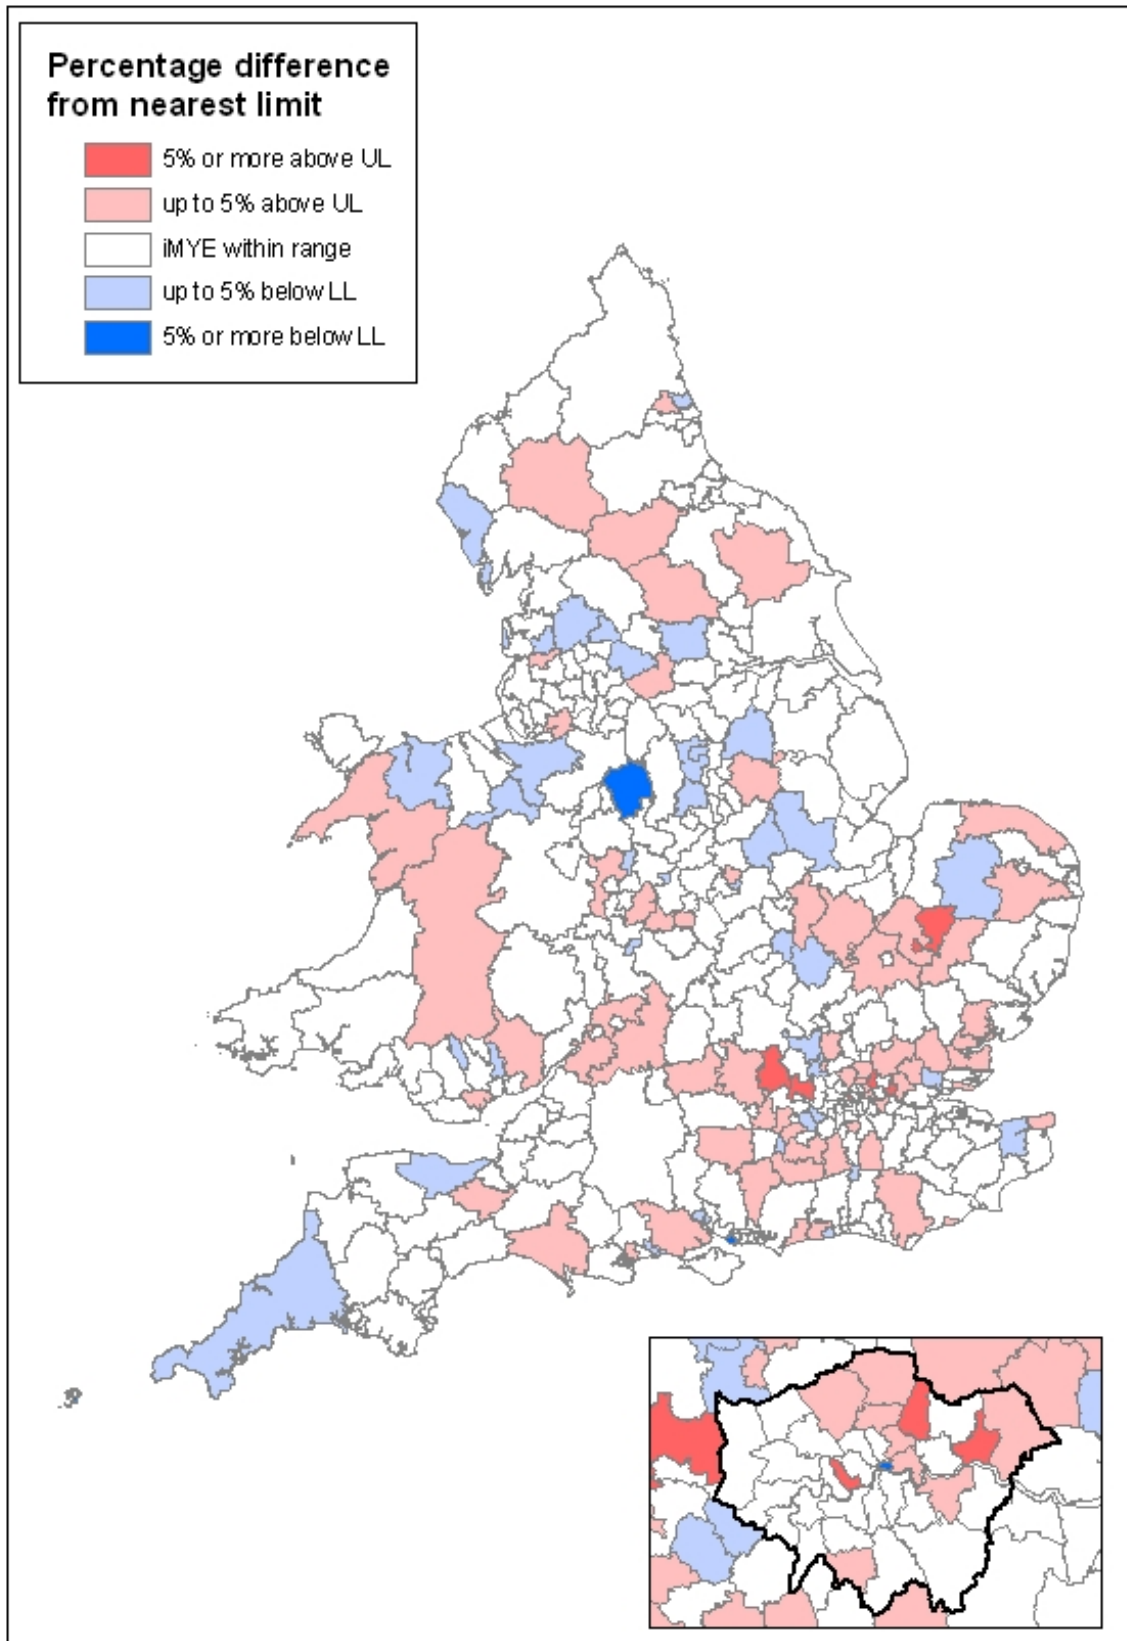 Percentage difference
from nearest limit
5% or more above UL
up to 5% above UL
iMYE within range
up to 5% below LL
5% or more below LL